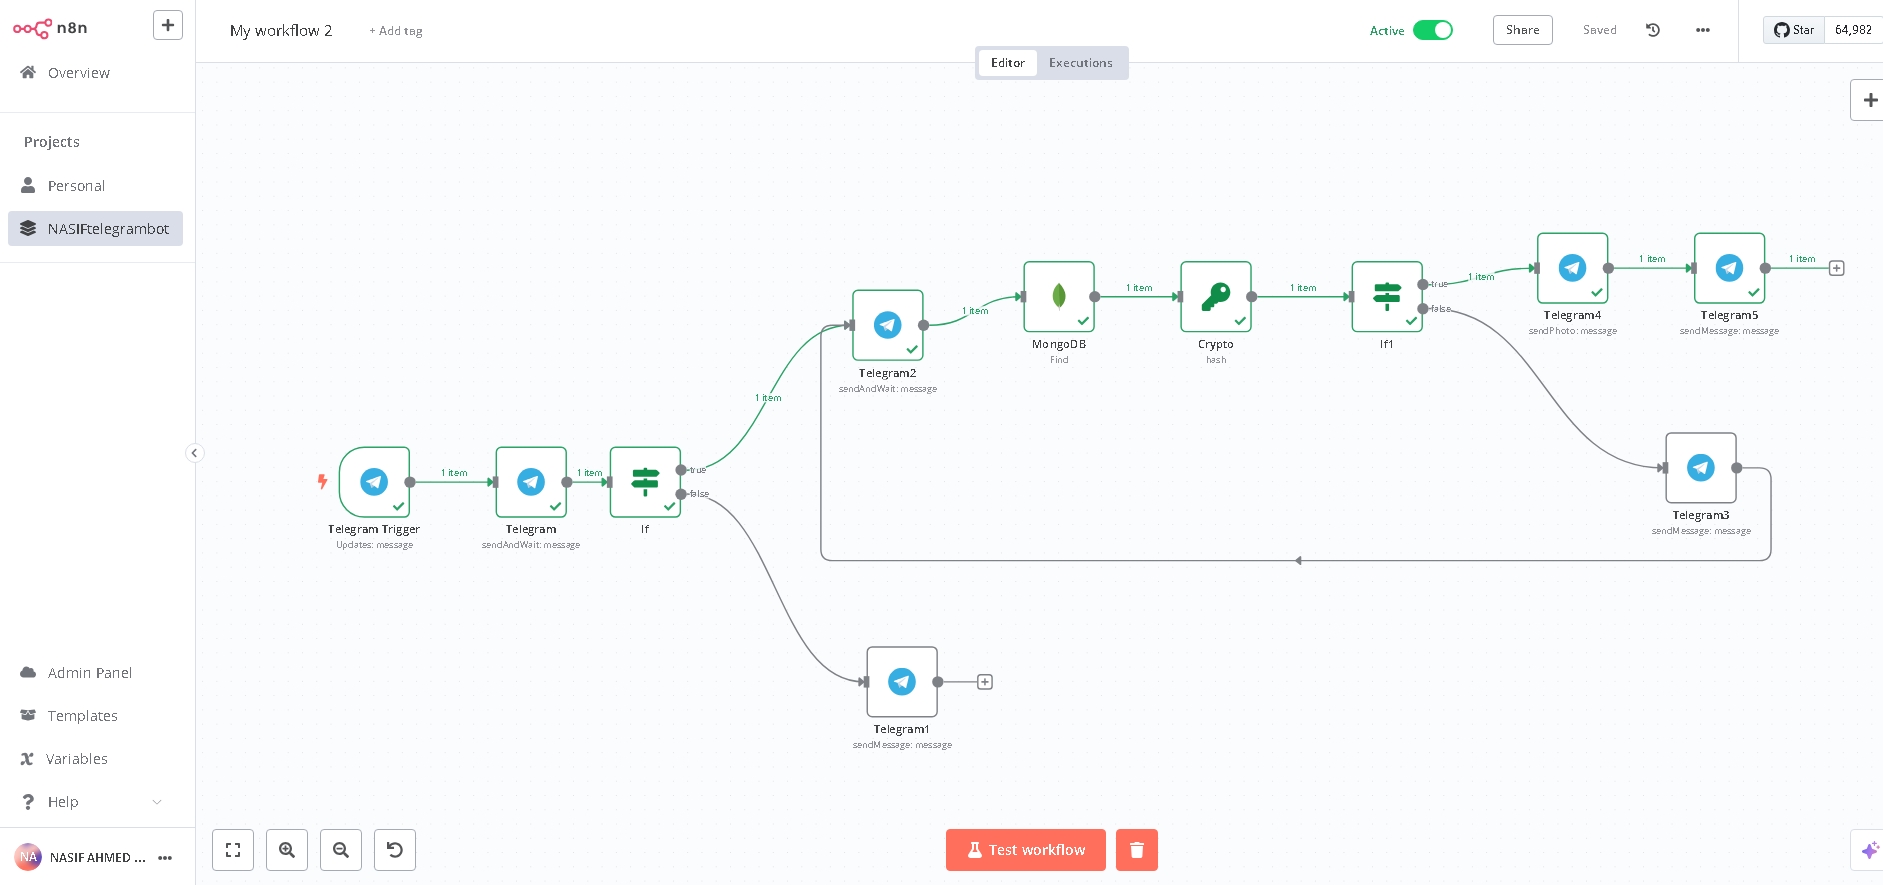 n8n
My workflow 2
+ Add tag
Active
Share
Saved
Star
64,982
Editor
Executions
Overview
Projects
Personal
NASIFtelegrambot
Admin Panel
Templates
Variables
Help
NA
NASIF AHMED ...
Telegram Trigger
Updates: message
1 item
Telegram
sendAndWait: message
1 item
If
true
false
1 item
Telegram2
sendAndWait: message
1 item
MongoDB
Find
1 item
Crypto
hash
1 item
If1
true
false
1 item
Telegram4
sendPhoto: message
1 item
Telegram5
sendMessage: message
1 item
Telegram3
sendMessage: message
Telegram1
sendMessage: message
Test workflow